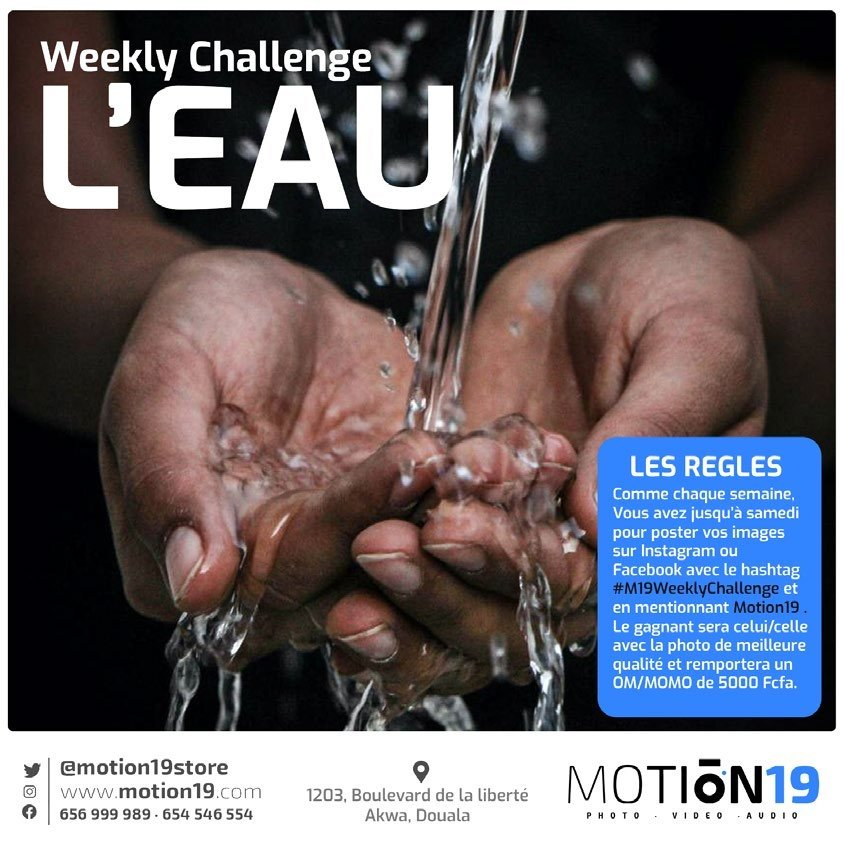 Weekly Challenge
L'EAU
LES REGLES
Comme chaque semaine,
Vous avez jusqu'à samedi
pour poster vos images
sur Instagram ou
Facebook avec le hashtag
#M19WeeklyChallenge et
en mentionnant Motion19 .
Le gagnant sera celui/celle
avec la photo de meilleure
qualité et remportera un
OM/MOMO de 5000 Fcfa.
@motion19store
www.motion19.com
656 999 989 · 654 546 554
1203, Boulevard de la liberté
Akwa, Douala
MOTION19
PHOTO . VIDEO . AUDIO